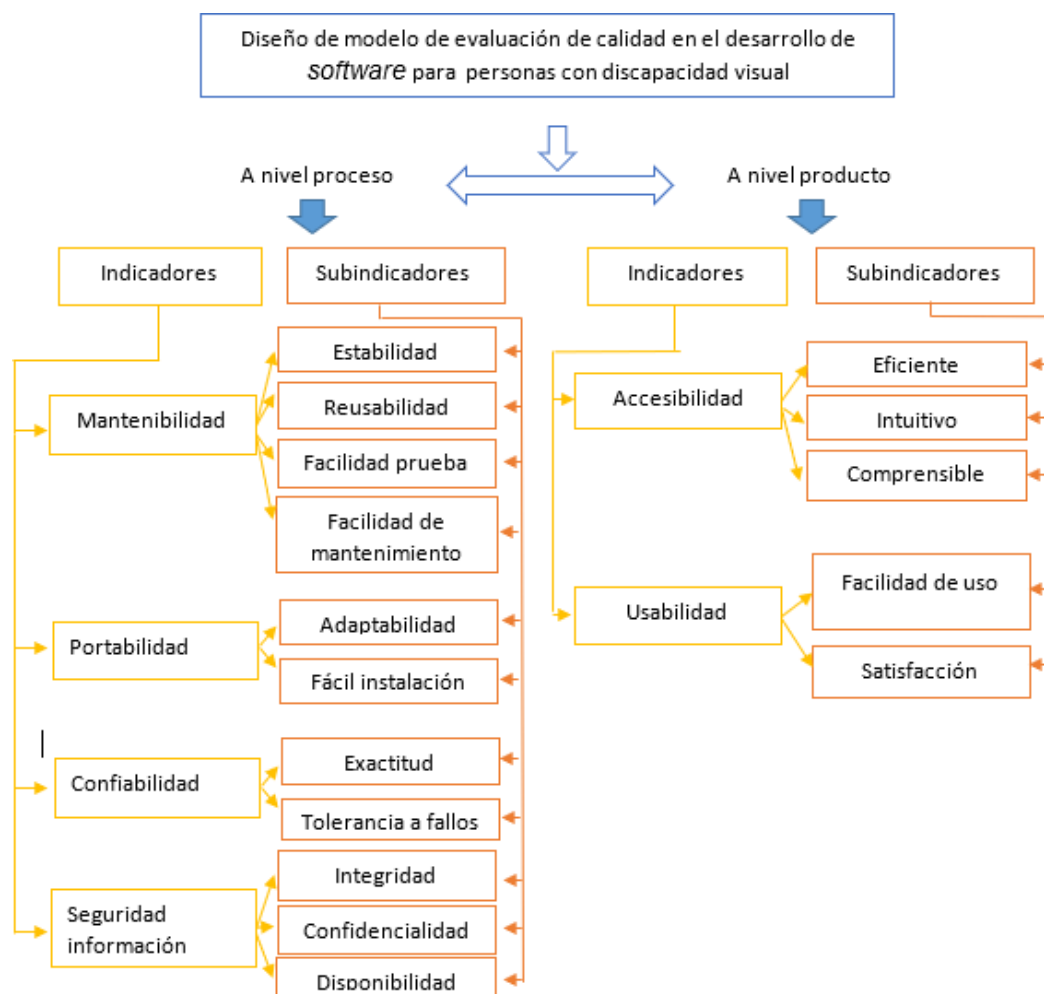 Diseño de modelo de evaluación de calidad en el desarrollo de
software para personas con discapacidad visual
A nivel proceso
A nivel producto
Indicadores
Subindicadores
Indicadores
Subindicadores
Estabilidad
Reusabilidad
Mantenibilidad
Facilidad prueba
Facilidad de
mantenimiento
Adaptabilidad
Portabilidad
Fácil instalación
Exactitud
Confiabilidad
Tolerancia a fallos
Integridad
Seguridad
información
Confidencialidad
Disponibilidad
Eficiente
Accesibilidad
Intuitivo
Comprensible
Facilidad de uso
Usabilidad
Satisfacción